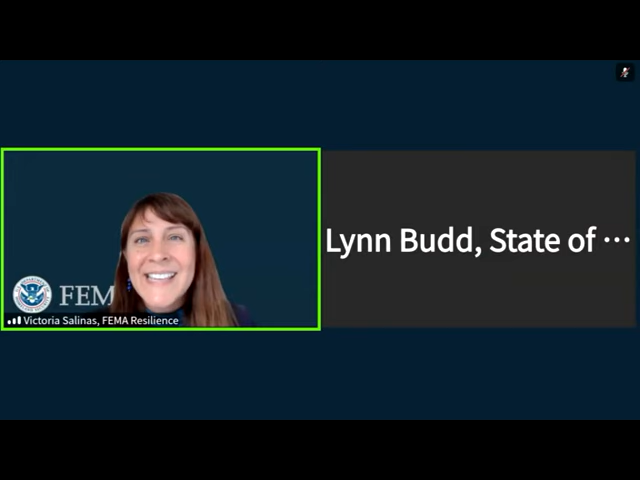 Lynn Budd, State of ···
FEM
Victoria Salinas, FEMA Resilience